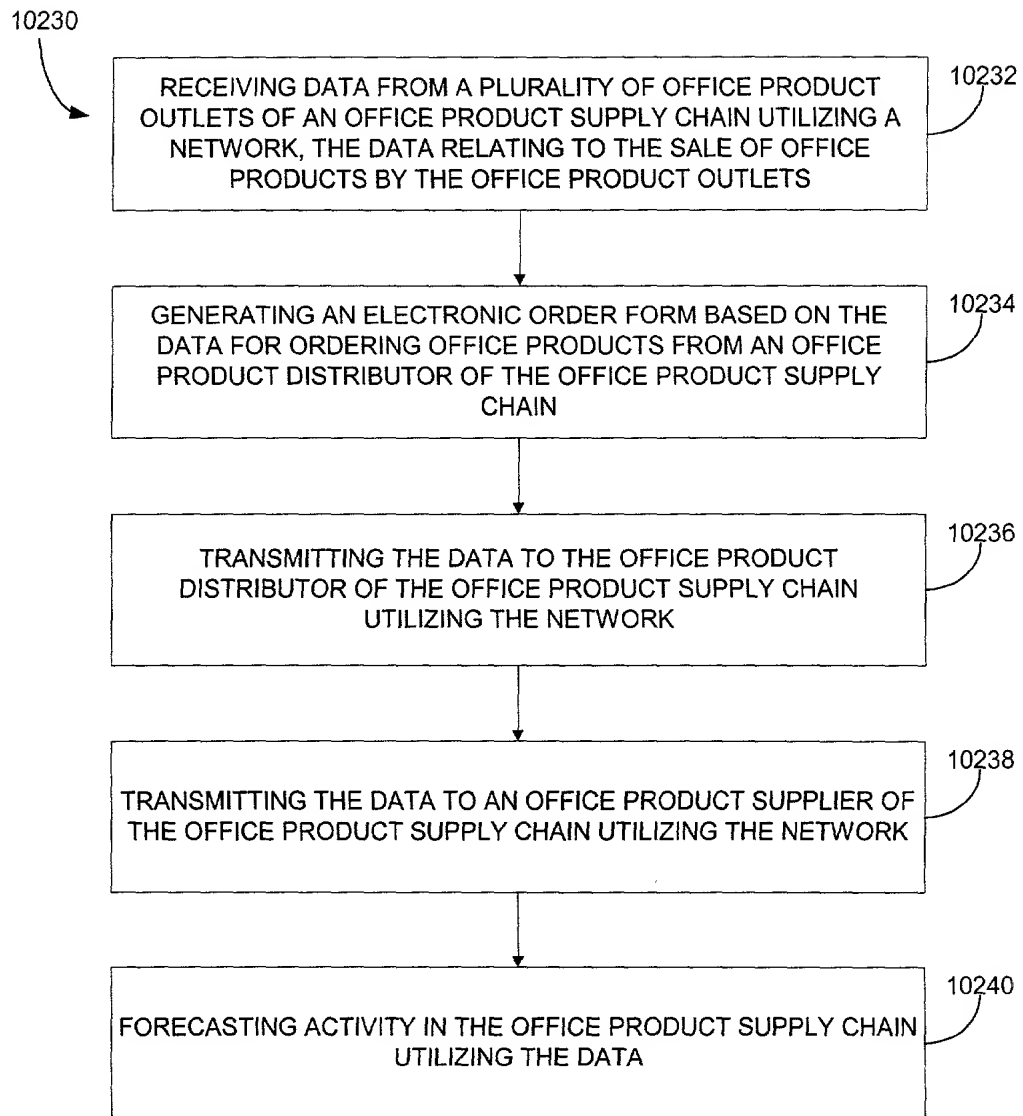 10230
RECEIVING DATA FROM A PLURALITY OF OFFICE PRODUCT
OUTLETS OF AN OFFICE PRODUCT SUPPLY CHAIN UTILIZING A
NETWORK, THE DATA RELATING TO THE SALE OF OFFICE
PRODUCTS BY THE OFFICE PRODUCT OUTLETS
10232
GENERATING AN ELECTRONIC ORDER FORM BASED ON THE
DATA FOR ORDERING OFFICE PRODUCTS FROM AN OFFICE
PRODUCT DISTRIBUTOR OF THE OFFICE PRODUCT SUPPLY
CHAIN
10234
TRANSMITTING THE DATA TO THE OFFICE PRODUCT
DISTRIBUTOR OF THE OFFICE PRODUCT SUPPLY CHAIN
UTILIZING THE NETWORK
10236
TRANSMITTING THE DATA TO AN OFFICE PRODUCT SUPPLIER OF
THE OFFICE PRODUCT SUPPLY CHAIN UTILIZING THE NETWORK
10238
FORECASTING ACTIVITY IN THE OFFICE PRODUCT SUPPLY CHAIN
UTILIZING THE DATA
10240